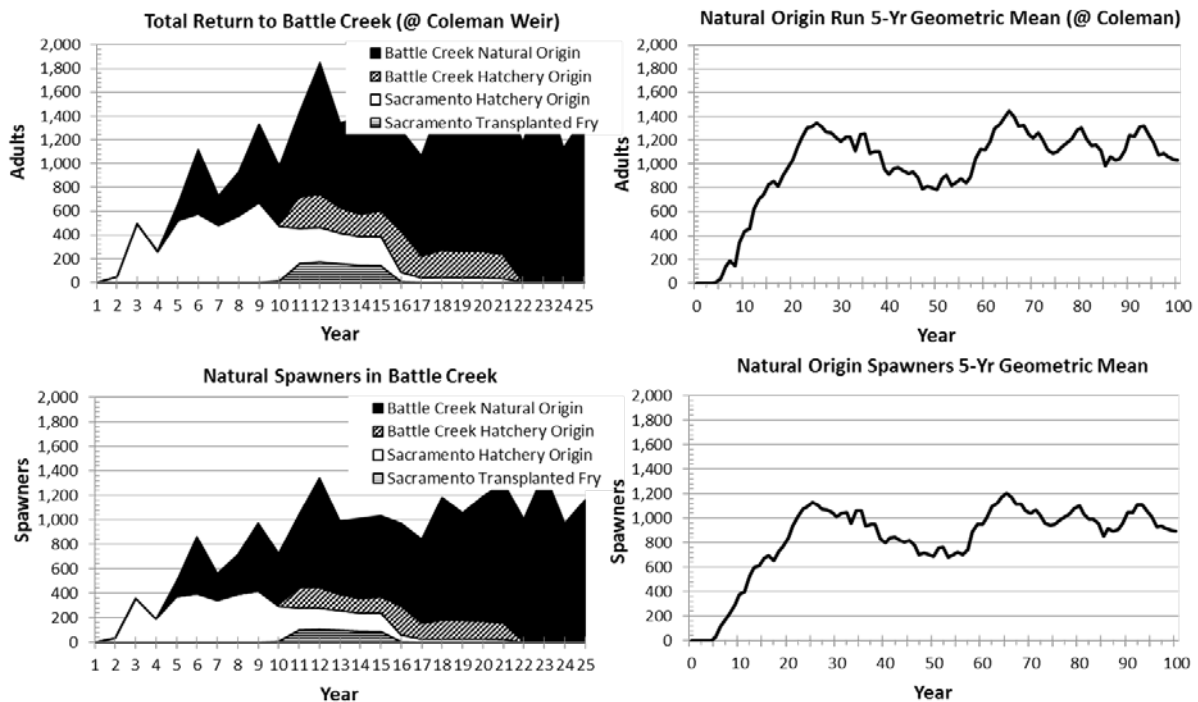 Total Return to Battle Creek (@ Coleman Weir)
2,000
1,800
1,600
1,400
1,200
1,000
800
600
400
200
0
Adults
Battle Creek Natural Origin
Battle Creek Hatchery Origin
Sacramento Hatchery Origin
Sacramento Transplanted Fry
1 2 3 4 5 6 7 8 9 10 11 12 13 14 15 16 17 18 19 20 21 22 23 24 25
Year
Natural Origin Run 5-Yr Geometric Mean (@ Coleman)
2,000
1,800
1,600
1,400
1,200
1,000
800
600
400
200
0
Adults
0 10 20 30 40 50 60 70 80 90 100
Year
Natural Spawners in Battle Creek
2,000
1,800
1,600
1,400
1,200
1,000
800
600
400
200
0
Spawners
Battle Creek Natural Origin
Battle Creek Hatchery Origin
Sacramento Hatchery Origin
Sacramento Transplanted Fry
1 2 3 4 5 6 7 8 9 10 11 12 13 14 15 16 17 18 19 20 21 22 23 24 25
Year
Natural Origin Spawners 5-Yr Geometric Mean
2,000
1,800
1,600
1,400
1,200
1,000
800
600
400
200
0
Spawners
0 10 20 30 40 50 60 70 80 90 100
Year